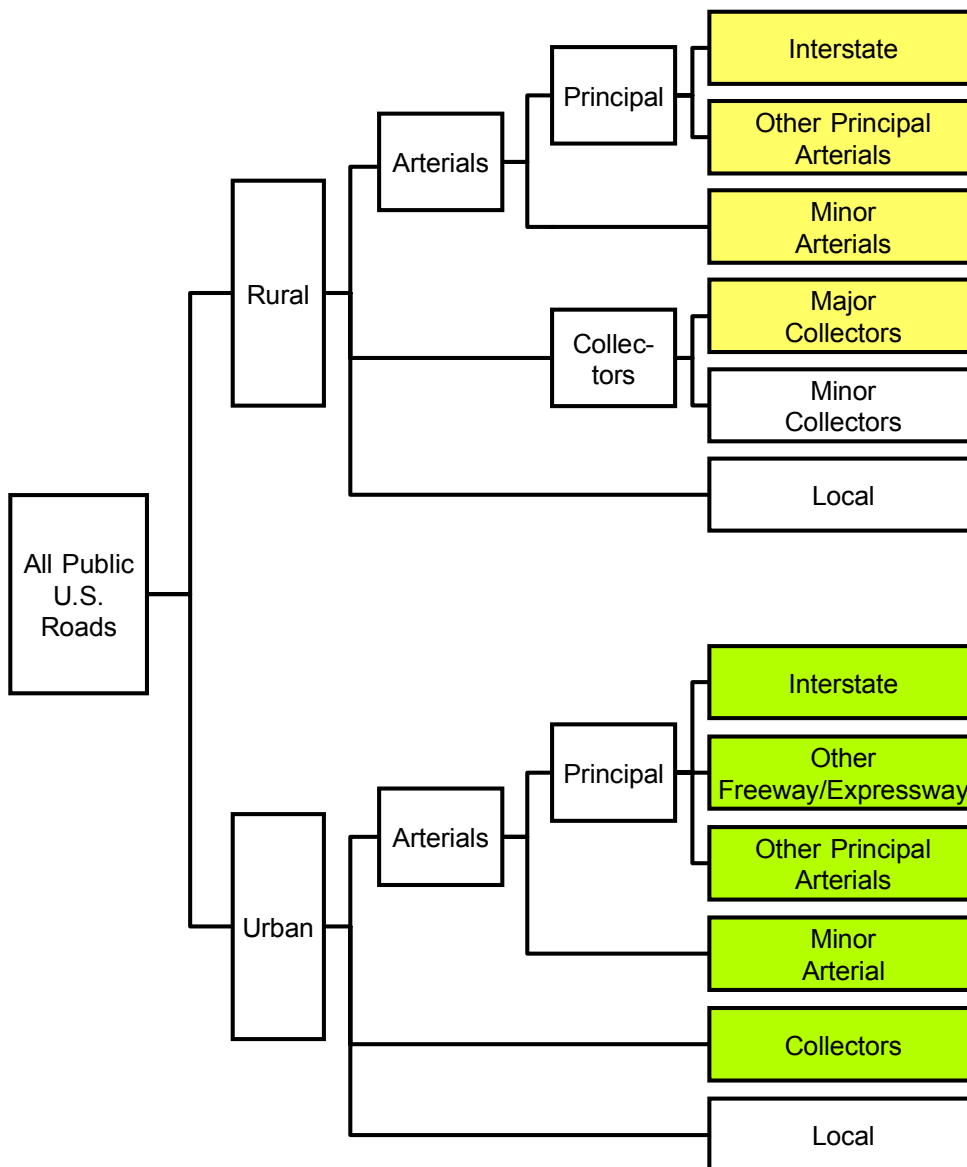 Interstate
Principal
Other Principal
Arterials
Arterials
Minor
Arterials
Rural
Major
Collectors
Collec-
tors
Minor
Collectors
Local
All Public
U.S.
Roads
Interstate
Principal
Other
Freeway/Expressway
Arterials
Other Principal
Arterials
Urban
Minor
Arterial
Collectors
Local